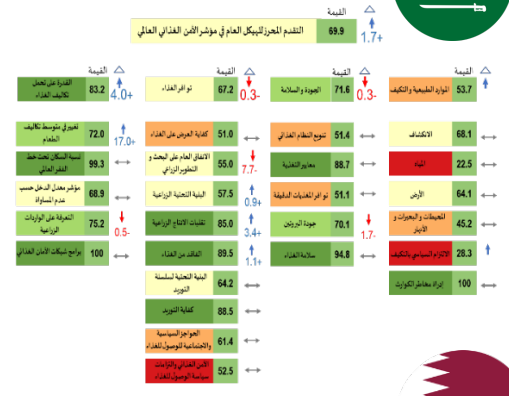 القيمة
التقدم المحرز للهيكل العام في مؤشر الأمن الغذائي العالمي 69.9 1.7+
القيمة
القدرة على تحمل تكاليف الغذاء 83.2 4.0+
تغيير في متوسط تكاليف الطعام 72.0 17.0+
نسبة السكان تحت خط الفقر العالمي 99.3
مؤشر معدل الدخل حسب عدم المساواة 68.9
التعرفة على الواردات الزراعية 75.2 0.5-
برامج شبكات الأمان الغذائي 100
القيمة
توافر الغذاء 67.2 0.3-
كفاية العرض على الغذاء 51.0
الانفاق العام على البحث و التطوير الزراعي 55.0 7.7-
البنية التحتية الزراعية 57.5 0.9+
تقلبات الانتاج الزراعية 85.0 3.4+
الفاقد من الغذاء 89.5 1.1+
البنية التحتية لسلسلة التوريد 64.2
كفاية التوريد 88.5
الحواجز السياسية والاجتماعية للوصول للغذاء 61.4
الأمن الغذائي والتزامات سياسة الوصول للغذاء 52.5
القيمة
الجودة و السلامة 71.6 0.3-
تنويع النظام الغذائي 51.4
معايير التغذية 88.7
توافر المغذيات الدقيقة 51.1
جودة البروتين 70.1 1.7-
سلامة الغذاء 94.8
القيمة
الموارد الطبيعية و التكيف 53.7
الانكشاف 68.1
المياه 22.5
الأرض 64.1
المحيطات و البحيرات و الأنهار 45.2
الالتزام السياسي بالتكيف 28.3
إدراة مخاطر الكوارث 100